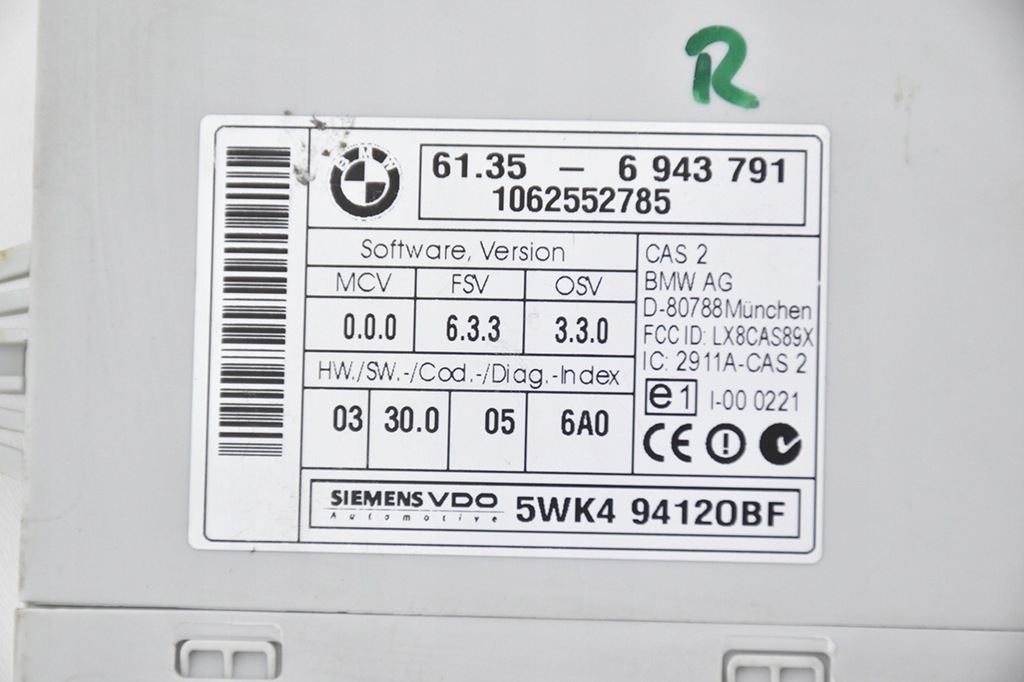 R
BMW
61.35 - 6 943 791
1062552785
Software, Version
MCV FSV OSV
0.0.0 6.3.3 3.3.0
HW./SW.-/Cod.-/Diag.-Index
03 30.0 05 6A0
CAS 2
BMW AG
D-80788München
FCC ID: LX8CAS89X
IC: 2911A-CAS 2
e1 I-00 0221
CE
SIEMENS VDO
Automotive
5WK4 94120BF